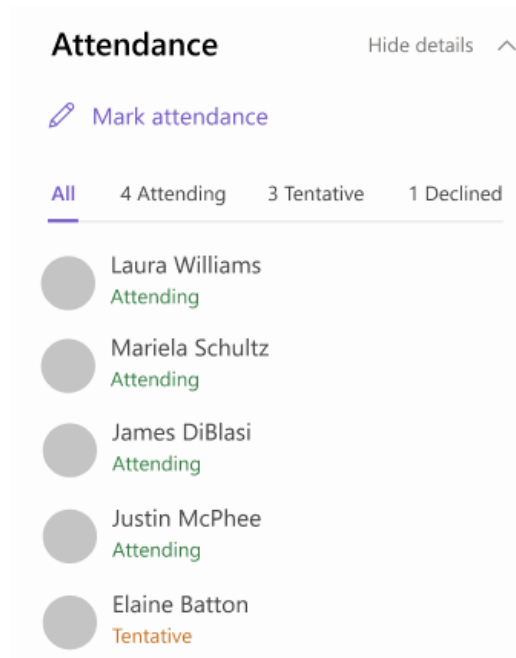 Attendance Hide details
Mark attendance
All 4 Attending 3 Tentative 1 Declined
Laura Williams
Attending
Mariela Schultz
Attending
James DiBlasi
Attending
Justin McPhee
Attending
Elaine Batton
Tentative